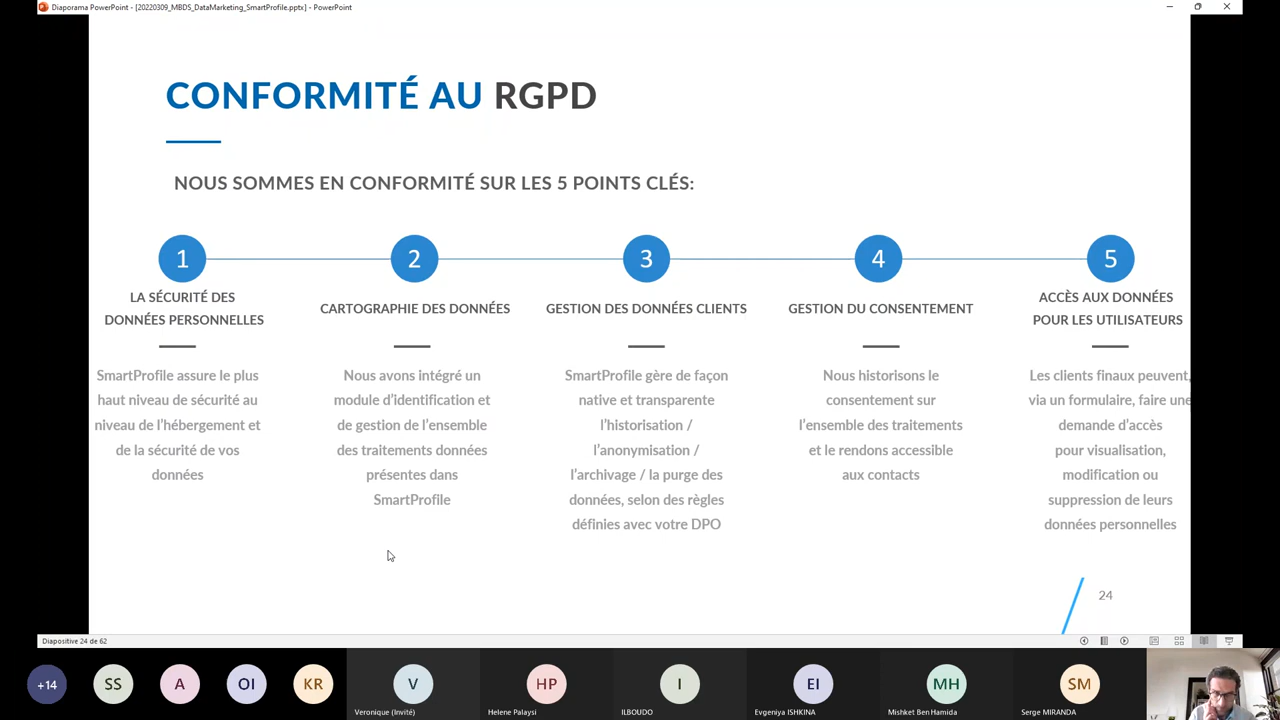 Diaporama PowerPoint - [20220309_MBDS_DataMarketing_SmartProfile.pptx] - PowerPoint
CONFORMITÉ AU RGPD
NOUS SOMMES EN CONFORMITÉ SUR LES 5 POINTS CLÉS:
1
LA SÉCURITÉ DES
DONNÉES PERSONNELLES
SmartProfile assure le plus
haut niveau de sécurité au
niveau de l'hébergement et
de la sécurité de vos
données
2
CARTOGRAPHIE DES DONNÉES
Nous avons intégré un
module d'identification et
de gestion de l'ensemble
des traitements données
présentes dans
SmartProfile
3
GESTION DES DONNÉES CLIENTS
SmartProfile gère de façon
native et transparente
l'historisation /
l'anonymisation /
l'archivage / la purge des
données, selon des règles
définies avec votre DPO
4
GESTION DU CONSENTEMENT
Nous historisons le
consentement sur
l'ensemble des traitements
et le rendons accessible
aux contacts
5
ACCÈS AUX DONNÉES
POUR LES UTILISATEURS
Les clients finaux peuvent,
via un formulaire, faire une
demande d'accès
pour visualisation,
modification ou
suppression de leurs
données personnelles
24
Diapositive 24 de 62
+14
SS
A
OI
KR
V
Veronique (Invité)
HP
Helene Palaysi
I
ILBOUDO
EI
Evgeniya ISHKINA
MH
Mishket Ben Hamida
SM
Serge MIRANDA